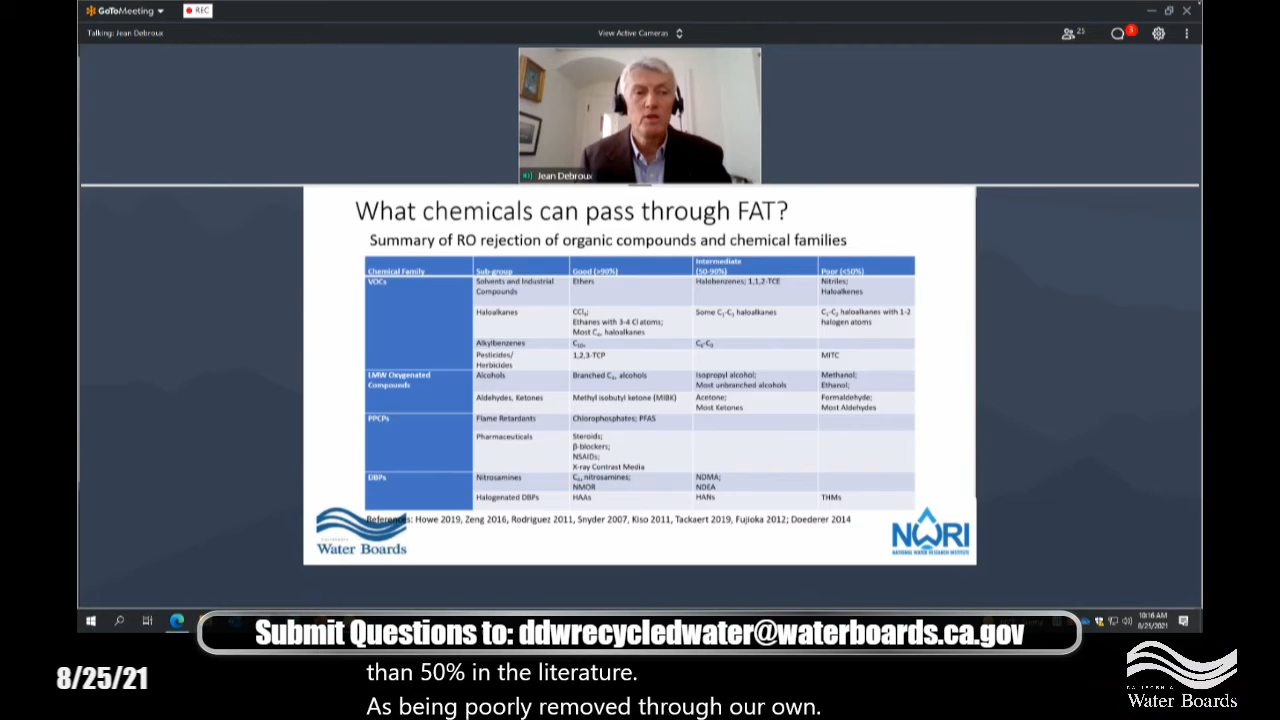 GoToMeeting
REC
Talking: Jean Debroux
View Active Cameras
25
8
Jean Debroux
What chemicals can pass through FAT?
Summary of RO rejection of organic compounds and chemical families
Chemical Family Sub-group Good (>90%) Intermediate (50-90%) Poor (<50%)
VOCs Solvents and Industrial Compounds Ethers Halobenzenes; 1,1,2-TCE Nitriles; Haloalkenes
Haloalkanes CCl4; Ethanes with 3-4 Cl atoms; Most C4+ haloalkanes Some C1-C3 haloalkanes C1-C2 haloalkanes with 1-2 halogen atoms
Alkylbenzenes C10+ C6-C9
Pesticides/ Herbicides 1,2,3-TCP MITC
LMW Oxygenated Compounds Alcohols Branched C4+ alcohols Isopropyl alcohol; Most unbranched alcohols Methanol; Ethanol;
Aldehydes, Ketones Methyl isobutyl ketone (MIBK) Acetone; Most Ketones Formaldehyde; Most Aldehydes
PPCPs Flame Retardants Chlorophosphates; PFAS
Pharmaceuticals Steroids; β-blockers; NSAIDs; X-ray Contrast Media
DBPs Nitrosamines nitrosamines; NMOR NDMA; NDEA
Halogenated DBPs HAAs HANs THMs
References: Howe 2019, Zeng 2016, Rodriguez 2011, Snyder 2007, Kiso 2011, Tackaert 2019, Fujioka 2012; Doederer 2014
Water Boards
NWRI
NATIONAL WATER RESEARCH INSTITUTE
10:16 AM
8/25/2021
Submit Questions to: ddwrecycledwater@waterboards.ca.gov
8/25/21
than 50% in the literature.
As being poorly removed through our own.
Water Boards